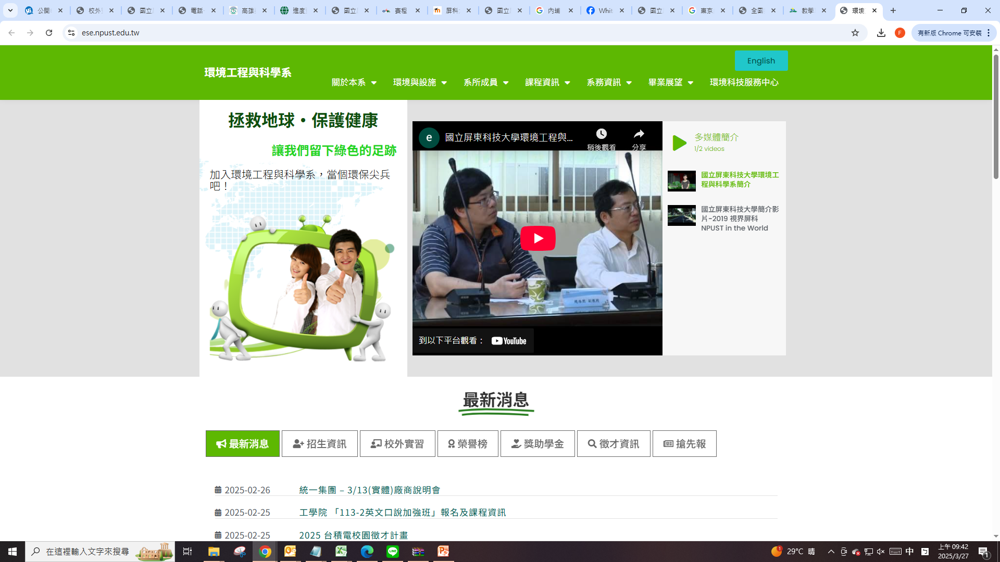 公開
校外
國立
電話
高雄
進度
國立
賽程
屏科
國立
內埔
Whit
國立
東京
全國
教學
環境
ese.npust.edu.tw
F
有新版 Chrome 可安裝
English
環境工程與科學系
關於本系
環境與設施
系所成員
課程資訊
系務資訊
畢業展望
環境科技服務中心
拯救地球・保護健康
讓我們留下綠色的足跡
加入環境工程與科學系，當個環保尖兵
吧！
e
國立屏東科技大學環境工程與...
稍後觀看
分享
到以下平台觀看：
YouTube
多媒體簡介
1/2 videos
國立屏東科技大學環境工
程與科學系簡介
國立屏東科技大學簡介影
片-2019 視界屏科
NPUST in the World
最新消息
最新消息
招生資訊
校外實習
榮譽榜
獎助學金
徵才資訊
搶先報
2025-02-26
統一集團 – 3/13(實體)廠商說明會
2025-02-25
工學院 「113-2英文口說加強班」報名及課程資訊
2025-02-25
2025 台積電校園徵才計畫
在這裡輸入文字來搜尋
29°C 晴
中
上午 09:42
2025/3/27
1